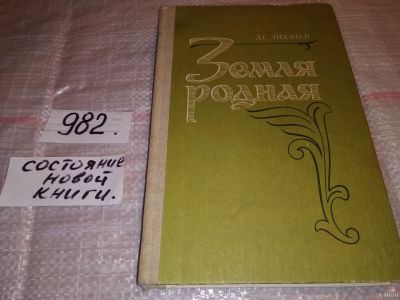 Д.С. ЛИХАЧЕВ
Земля
родная
982.
СОСТОЯНИЕ
НОВОЙ
КНИГИ.